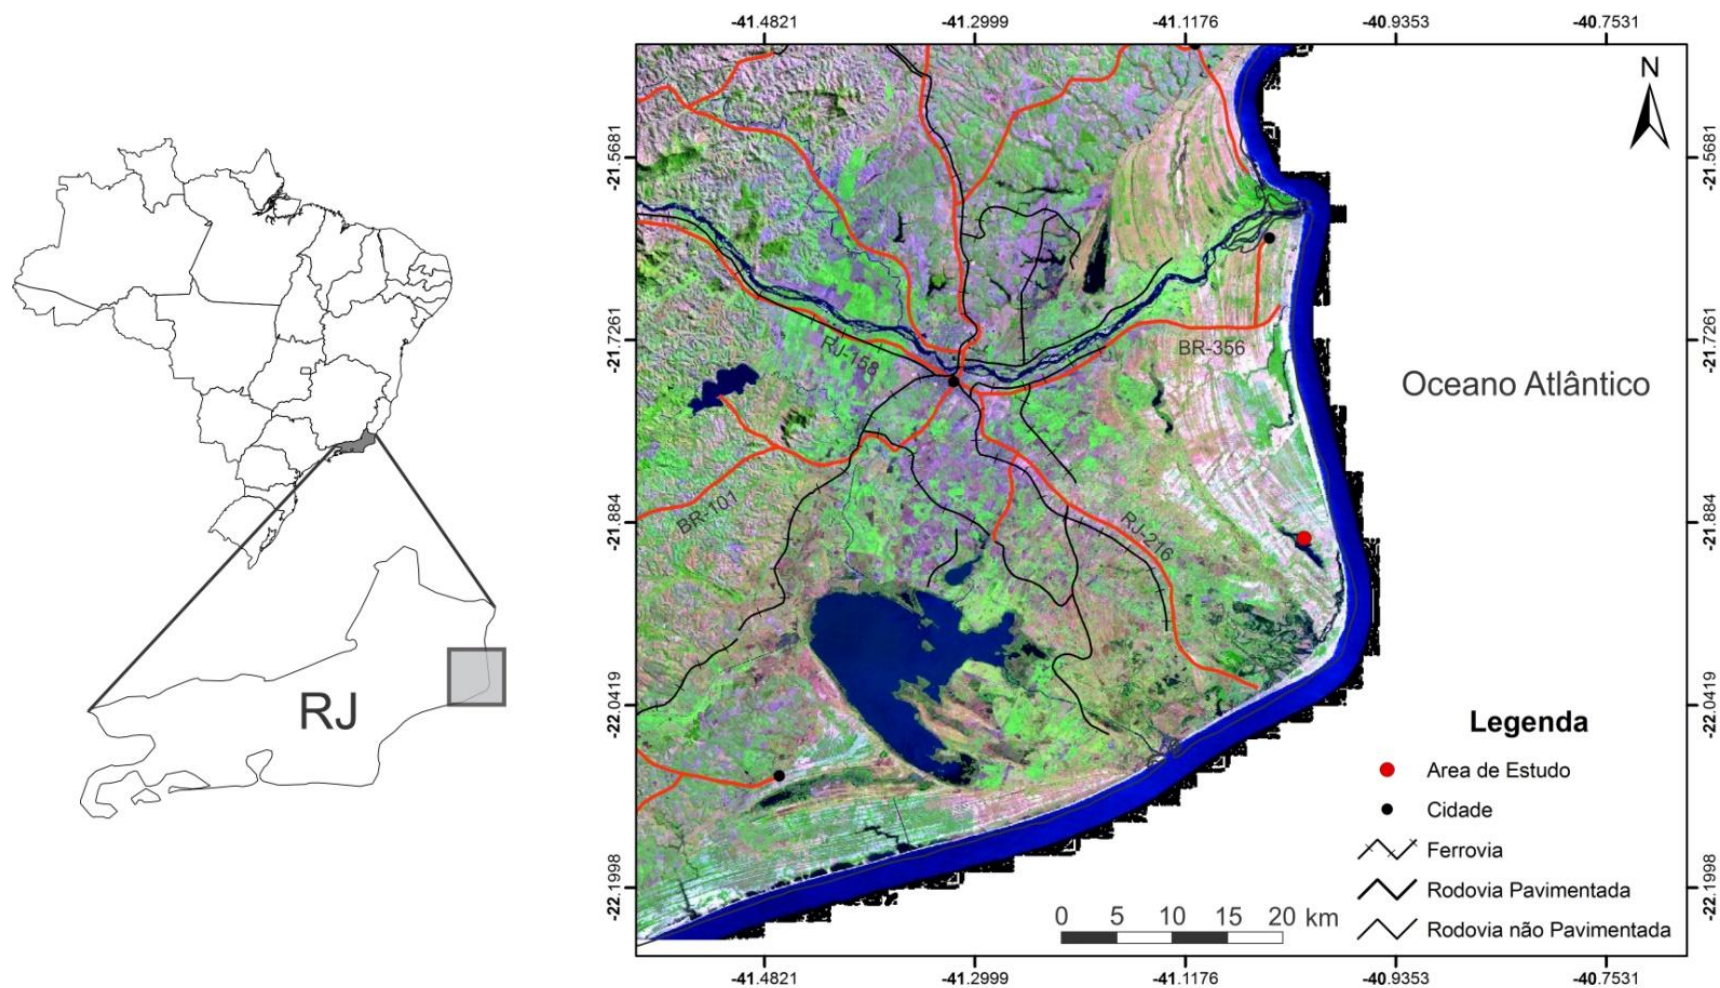 -41.4821 -41.2999 -41.1176 -40.9353 -40.7531
N
-21.5681 -21.5681
-21.7261 -21.7261
RJ-158
BR-356
Oceano Atlântico
BR-101
RJ-216
-21.884 -21.884
RJ
-22.0419 -22.0419
Legenda
Area de Estudo
Cidade
Ferrovia
Rodovia Pavimentada
Rodovia não Pavimentada
-22.1998 -22.1998
0 5 10 15 20 km
-41.4821 -41.2999 -41.1176 -40.9353 -40.7531